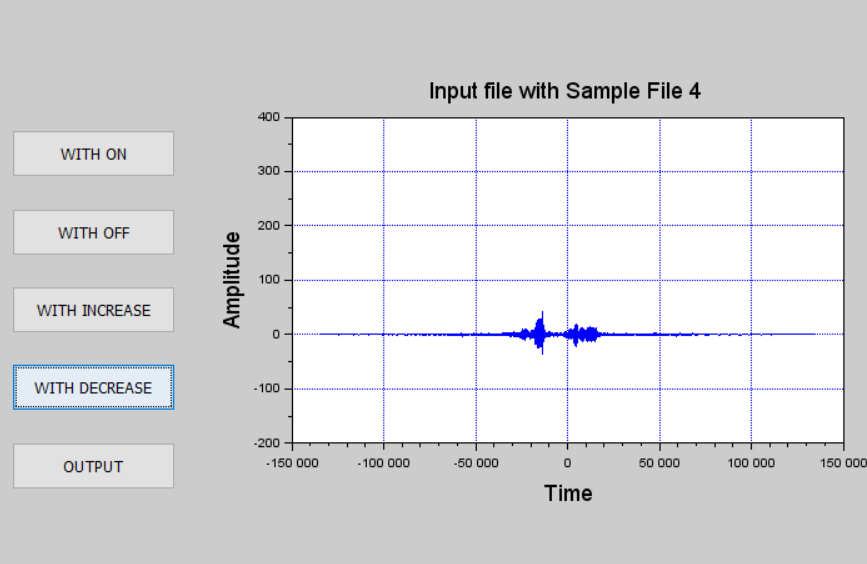 Input file with Sample File 4
WITH ON
WITH OFF
WITH INCREASE
WITH DECREASE
OUTPUT
Amplitude
400
300
200
100
0
-100
-200
-150 000 -100 000 -50 000 0 50 000 100 000 150 000
Time